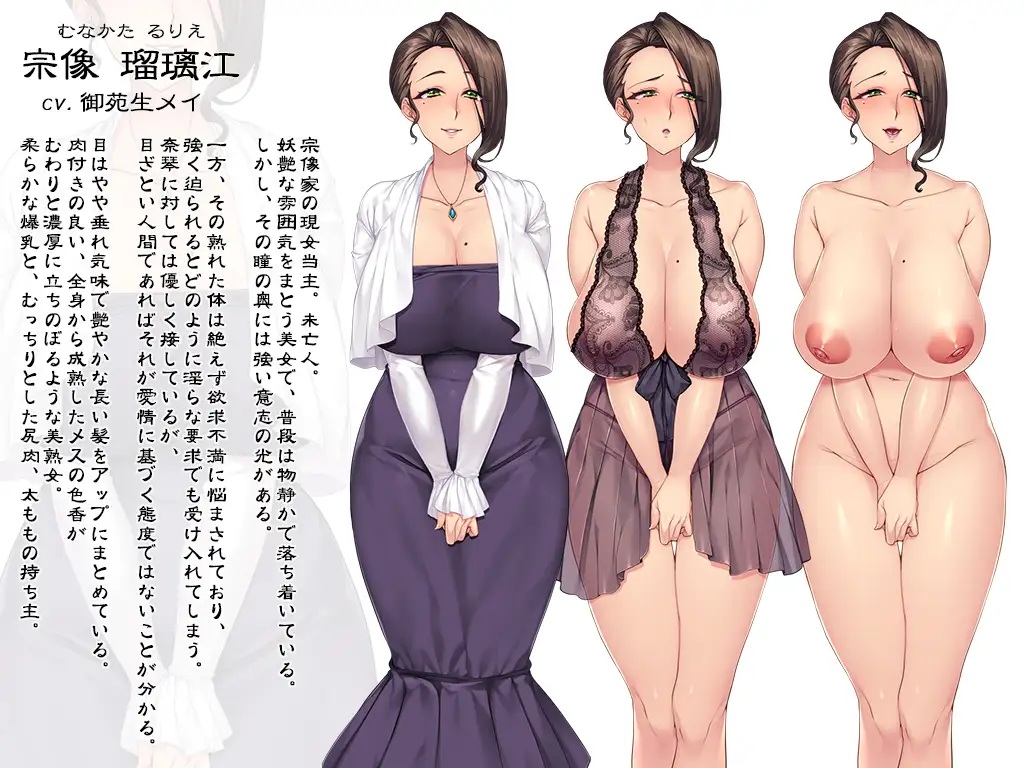 むなかた るりえ
宗像 瑠璃江
cv. 御苑生メイ
宗像家の現女当主。未亡人。
妖艶な雰囲気をまとう美女で、普段は物静かで落ち着いている。
しかし、その瞳の奥には強い意志の光がある。
一方、その熟れた体は絶えず欲求不満に悩まされており、
強く迫られるとどのように淫らな要求でも受け入れてしまう。
奈琴に対しては優しく接しているが、
目ざとい人間であればそれが愛情に基づく態度ではないことが分かる。
目はやや垂れ気味で艶やかな長い髪をアップにまとめている。
肉付きの良い、全身から成熟したメスの色香が
むわりと濃厚に立ちのぼるような美熟女。
柔らかな爆乳と、むっちりとした尻肉、太ももの持ち主。